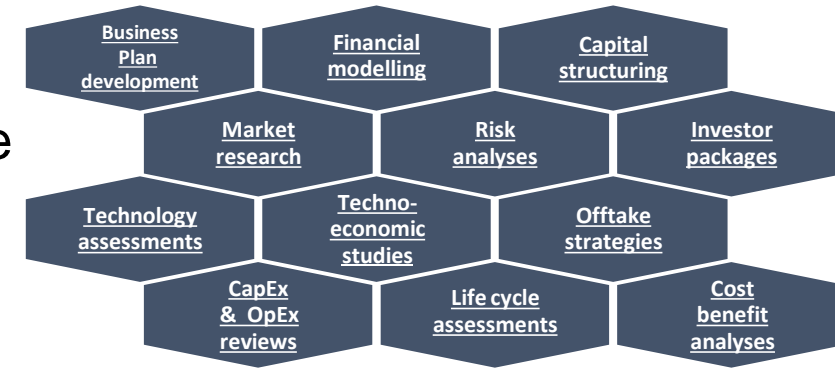 Business
Plan
development
Financial
modelling
Capital
structuring
e
Market
research
Risk
analyses
Investor
packages
Technology
assessments
Techno-
economic
studies
Offtake
strategies
CapEx
& OpEx
reviews
Life cycle
assessments
Cost
benefit
analyses